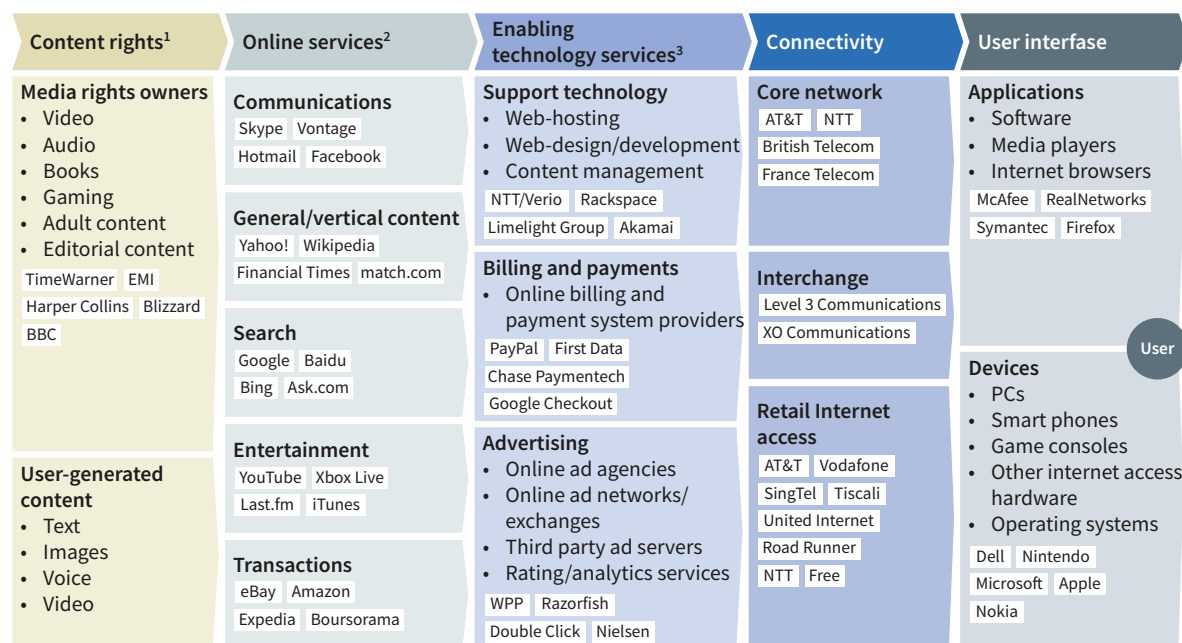 Content rights¹
Online services²
Enabling
technology services³
Connectivity
User interfase
Media rights owners
• Video
• Audio
• Books
• Gaming
• Adult content
• Editorial content
TimeWarner EMI
Harper Collins Blizzard
BBC
User-generated
content
• Text
• Images
• Voice
• Video
Communications
Skype Vontage
Hotmail Facebook
General/vertical content
Yahoo! Wikipedia
Financial Times match.com
Search
Google Baidu
Bing Ask.com
Entertainment
YouTube Xbox Live
Last.fm iTunes
Transactions
eBay Amazon
Expedia Boursorama
Support technology
• Web-hosting
• Web-design/development
• Content management
NTT/Verio Rackspace
Limelight Group Akamai
Billing and payments
• Online billing and
payment system providers
PayPal First Data
Chase Paymentech
Google Checkout
Advertising
• Online ad agencies
• Online ad networks/
exchanges
• Third party ad servers
• Rating/analytics services
WPP Razorfish
Double Click Nielsen
Core network
AT&T NTT
British Telecom
France Telecom
Interchange
Level 3 Communications
XO Communications
Retail Internet
access
AT&T Vodafone
SingTel Tiscali
United Internet
Road Runner
NTT Free
Applications
• Software
• Media players
• Internet browsers
McAfee RealNetworks
Symantec Firefox
User
Devices
• PCs
• Smart phones
• Game consoles
• Other internet access
hardware
• Operating systems
Dell Nintendo
Microsoft Apple
Nokia